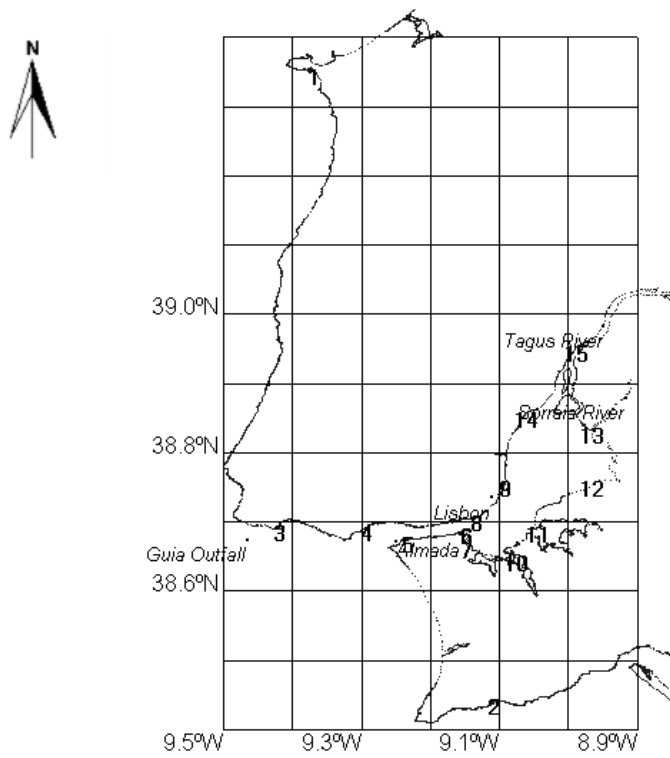 N
1
39.0ºN
Tagus River
15
Sorraia River
14
13
38.8ºN
9
12
Lisbon
8
3
4
6
11
5
Almada
7
Guia Outfall
10
38.6ºN
2
9.5ºW
9.3ºW
9.1ºW
8.9ºW